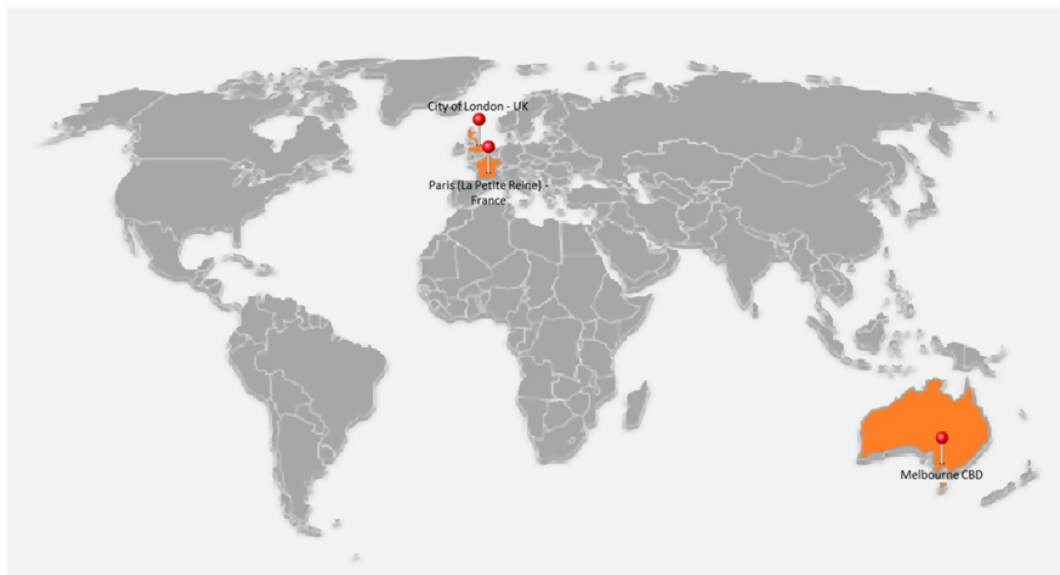 City of London - UK
Paris (La Petite Reine) -
France
Melbourne CBD